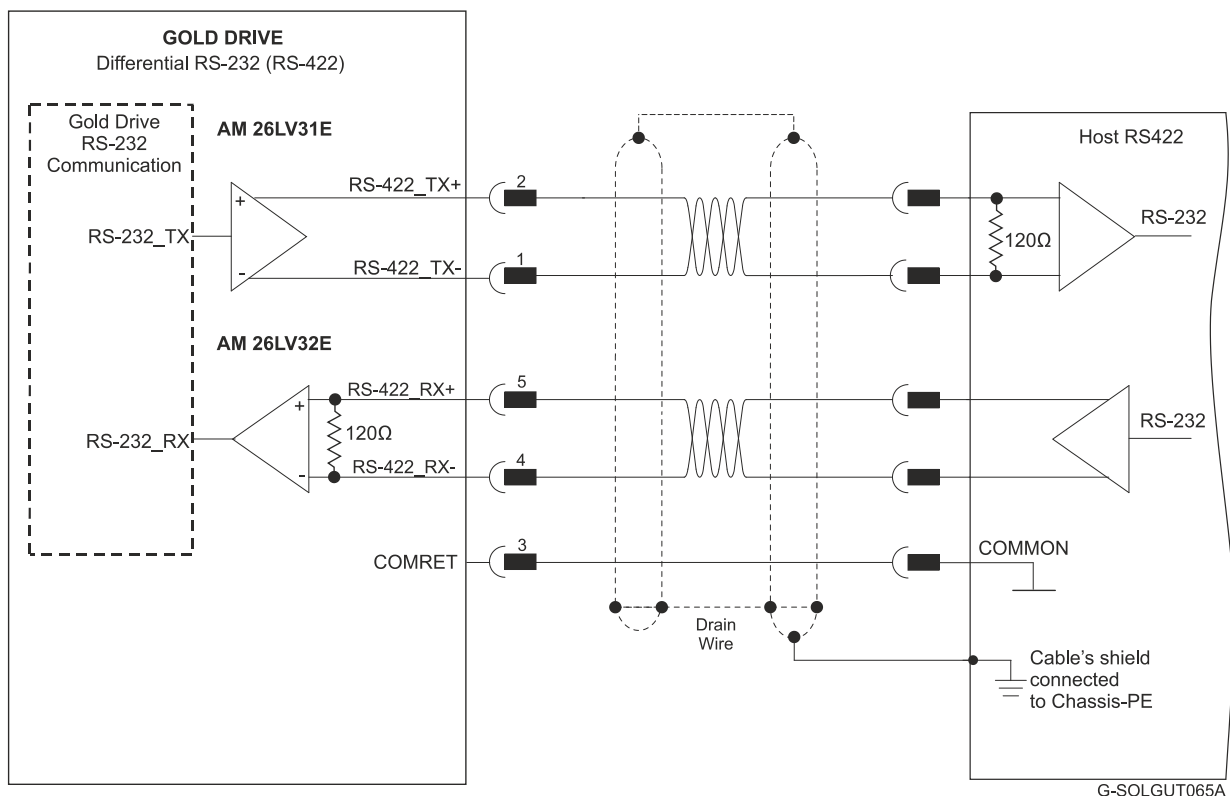 GOLD DRIVE
Differential RS-232 (RS-422)
Gold Drive
RS-232
Communication
AM 26LV31E
RS-422_TX+
2
RS-232_TX
+
-
RS-422_TX-
1
AM 26LV32E
RS-422_RX+
5
+
120Ω
RS-232_RX
-
RS-422_RX-
4
COMRET
3
Drain
Wire
Host RS422
RS-232
120Ω
RS-232
COMMON
Cable's shield
connected
to Chassis-PE
G-SOLGUT065A